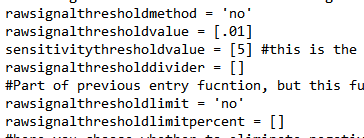 rawsignalthresholdmethod = 'no'
rawsignalthresholdvalue = [.01]
sensitivitythresholdvalue = [5] #this is the
rawsignalthresholddivider = []
#Part of previous entry fucntion, but this fu
rawsignalthresholdlimit = 'no'
rawsignalthresholdlimitpercent = []